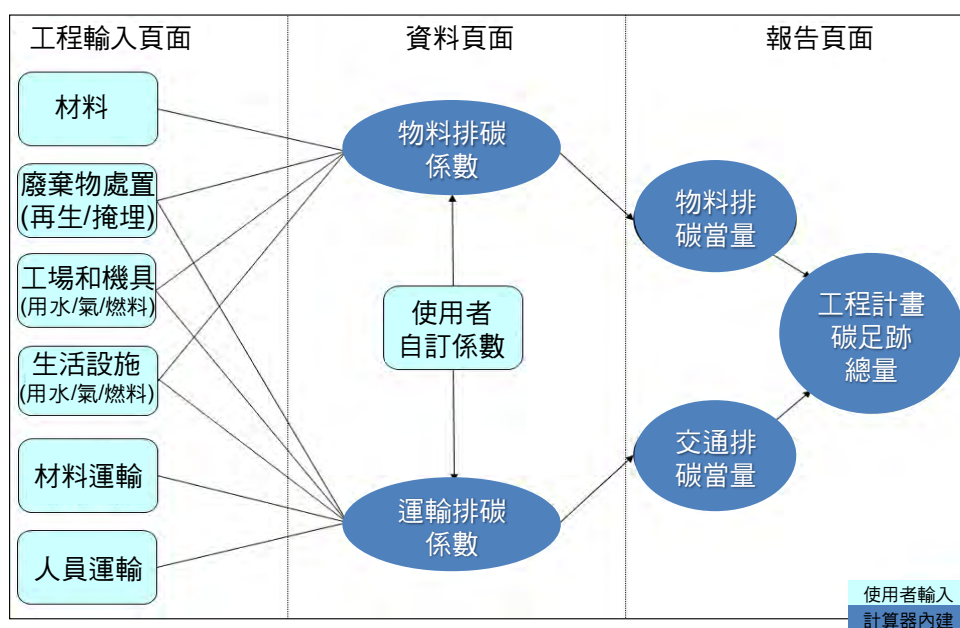 工程輸入頁面
資料頁面
報告頁面
材料
廢棄物處置
(再生/掩埋)
工場和機具
(用水/氣/燃料)
生活設施
(用水/氣/燃料)
材料運輸
人員運輸
物料排碳
係數
使用者
自訂係數
運輸排碳
係數
物料排
碳當量
交通排
碳當量
工程計畫
碳足跡
總量
使用者輸入
計算器內建